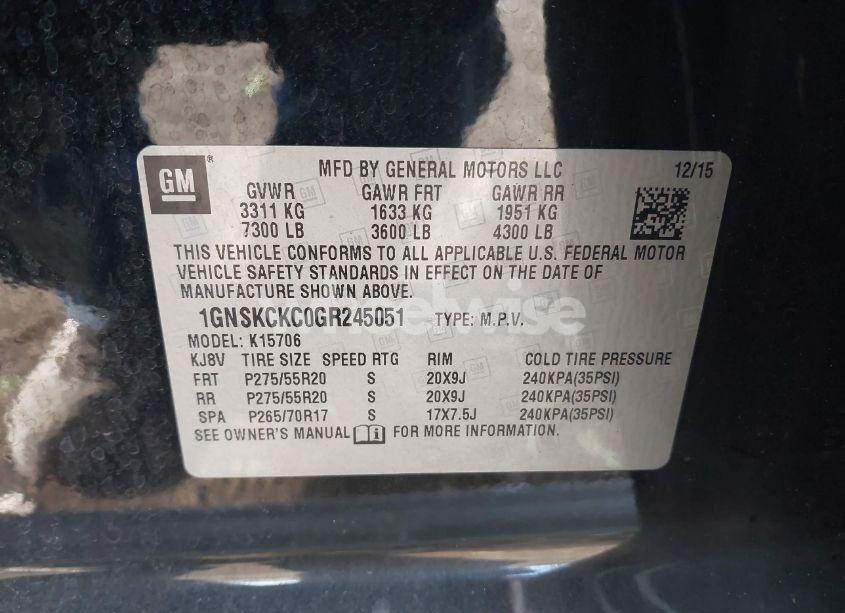 GM ® MFD BY GENERAL MOTORS LLC 12/15
GVWR GAWR FRT GAWR RR
3311 KG 1633 KG 1951 KG
7300 LB 3600 LB 4300 LB
THIS VEHICLE CONFORMS TO ALL APPLICABLE U.S. FEDERAL MOTOR
VEHICLE SAFETY STANDARDS IN EFFECT ON THE DATE OF
MANUFACTURE SHOWN ABOVE.
1GNSKCKC0GR245051 TYPE: M.P.V.
MODEL: K15706
KJ8V TIRE SIZE SPEED RTG RIM COLD TIRE PRESSURE
FRT P275/55R20 S 20X9J 240KPA(35PSI)
RR P275/55R20 S 20X9J 240KPA(35PSI)
SPA P265/70R17 S 17X7.5J 240KPA(35PSI)
SEE OWNER'S MANUAL FOR MORE INFORMATION.